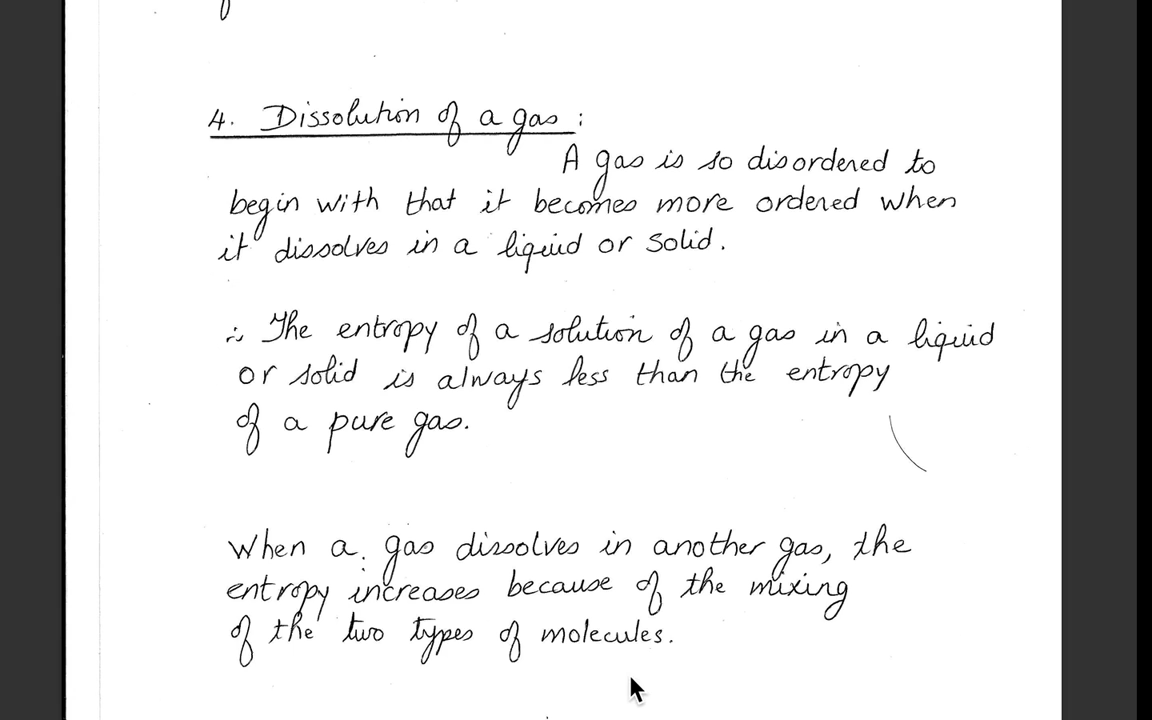 4. Dissolution of a gas :
A gas is so disordered to
begin with that it becomes more ordered when
it dissolves in a liquid or solid.
∴ The entropy of a solution of a gas in a liquid
or solid is always less than the entropy
of a pure gas.
When a gas dissolves in another gas, the
entropy increases because of the mixing
of the two types of molecules.